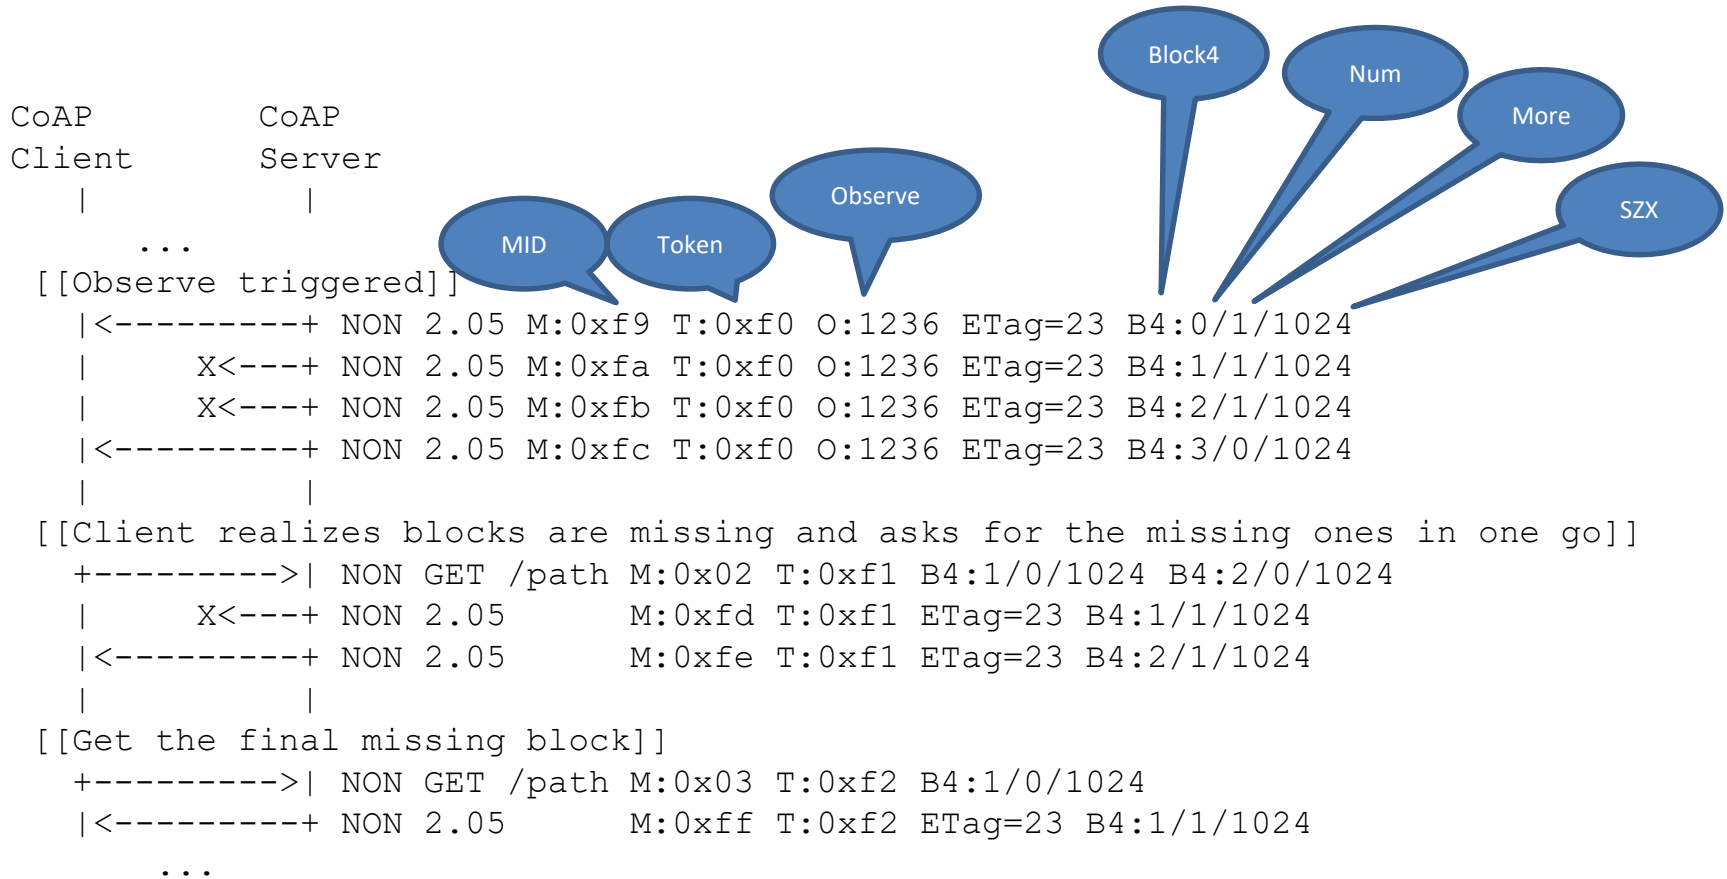 Block4
Num
More
CoAP          CoAP
Client        Server
Observe
SZX
   |             |
MID
Token
      ...
 [[Observe triggered]]
   |<---------+ NON 2.05 M:0xf9 T:0xf0 O:1236 ETag=23 B4:0/1/1024
   |     X<---+ NON 2.05 M:0xfa T:0xf0 O:1236 ETag=23 B4:1/1/1024
   |     X<---+ NON 2.05 M:0xfb T:0xf0 O:1236 ETag=23 B4:2/1/1024
   |<---------+ NON 2.05 M:0xfc T:0xf0 O:1236 ETag=23 B4:3/0/1024
   |          |
 [[Client realizes blocks are missing and asks for the missing ones in one go]]
   +--------->| NON GET /path M:0x02 T:0xf1 B4:1/0/1024 B4:2/0/1024
   |     X<---+ NON 2.05      M:0xfd T:0xf1 ETag=23 B4:1/1/1024
   |<---------+ NON 2.05      M:0xfe T:0xf1 ETag=23 B4:2/1/1024
   |          |
 [[Get the final missing block]]
   +--------->| NON GET /path M:0x03 T:0xf2 B4:1/0/1024
   |<---------+ NON 2.05      M:0xff T:0xf2 ETag=23 B4:1/1/1024
       ...